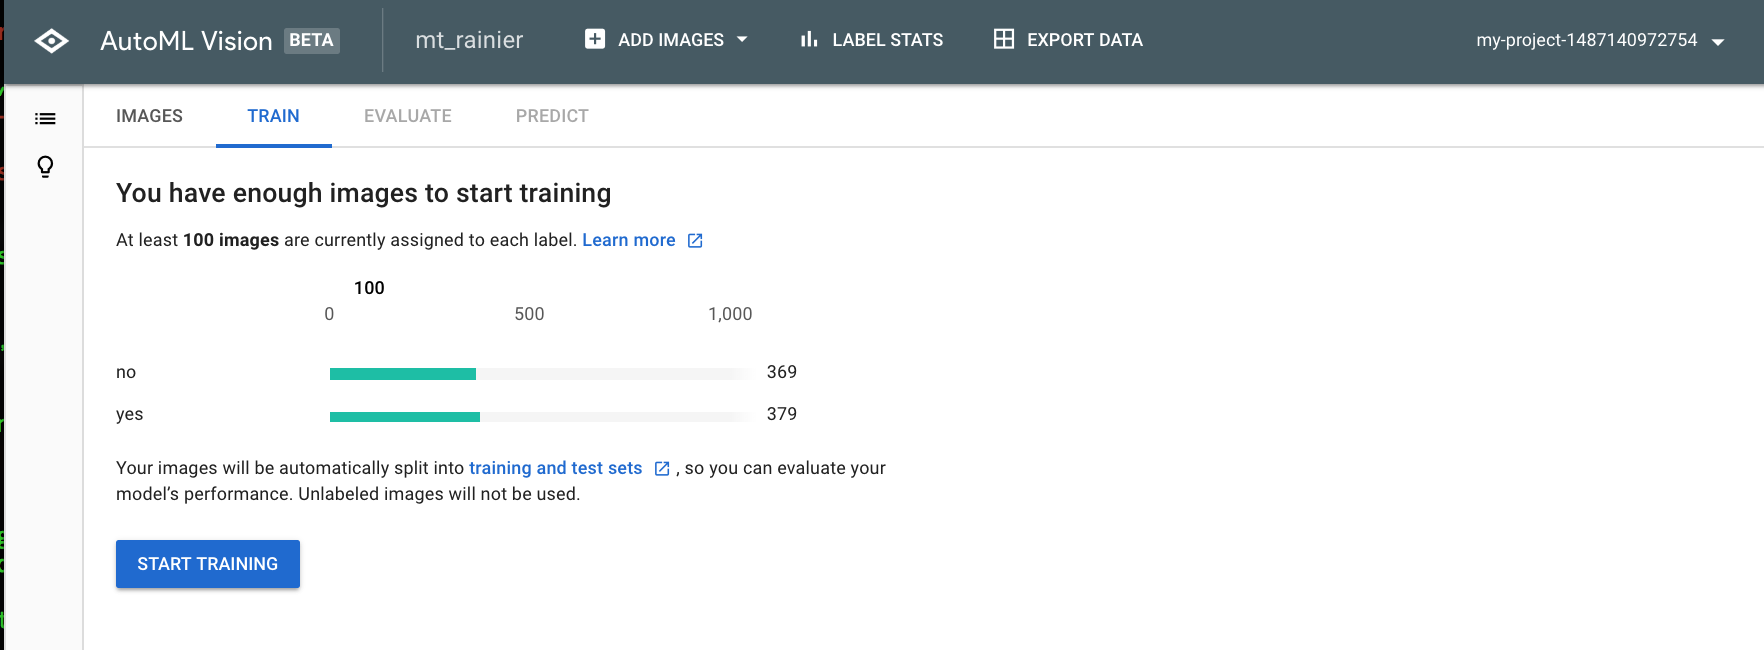 AutoML Vision BETA mt_rainier ADD IMAGES LABEL STATS EXPORT DATA my-project-1487140972754
IMAGES TRAIN EVALUATE PREDICT
You have enough images to start training
At least 100 images are currently assigned to each label. Learn more
100
0 500 1,000
no 369
yes 379
Your images will be automatically split into training and test sets , so you can evaluate your
model’s performance. Unlabeled images will not be used.
START TRAINING